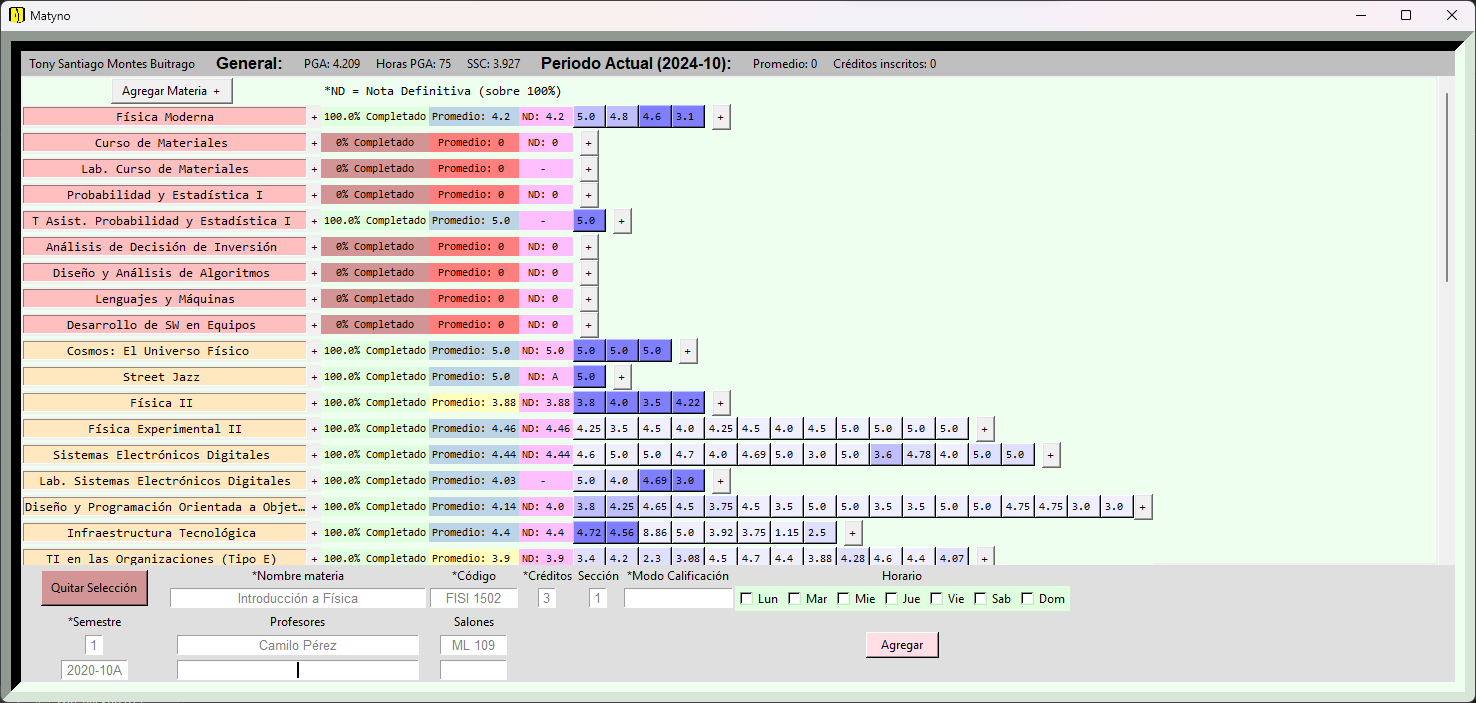 Matyno
Tony Santiago Montes Buitrago General: PGA: 4.209 Horas PGA: 75 SSC: 3.927 Periodo Actual (2024-10): Promedio: 0 Créditos inscritos: 0
Agregar Materia + *ND = Nota Definitiva (sobre 100%)
Física Moderna + 100.0% Completado Promedio: 4.2 ND: 4.2 5.0 4.8 4.6 3.1 +
Curso de Materiales + 0% Completado Promedio: 0 ND: 0 +
Lab. Curso de Materiales + 0% Completado Promedio: 0 - +
Probabilidad y Estadística I + 0% Completado Promedio: 0 ND: 0 +
T Asist. Probabilidad y Estadística I + 100.0% Completado Promedio: 5.0 - 5.0 +
Análisis de Decisión de Inversión + 0% Completado Promedio: 0 ND: 0 +
Diseño y Análisis de Algoritmos + 0% Completado Promedio: 0 ND: 0 +
Lenguajes y Máquinas + 0% Completado Promedio: 0 ND: 0 +
Desarrollo de SW en Equipos + 0% Completado Promedio: 0 ND: 0 +
Cosmos: El Universo Físico + 100.0% Completado Promedio: 5.0 ND: 5.0 5.0 5.0 5.0 +
Street Jazz + 100.0% Completado Promedio: 5.0 ND: A 5.0 +
Física II + 100.0% Completado Promedio: 3.88 ND: 3.88 3.8 4.0 3.5 4.22 +
Física Experimental II + 100.0% Completado Promedio: 4.46 ND: 4.46 4.25 3.5 4.5 4.0 4.25 4.5 4.0 4.5 5.0 5.0 5.0 5.0 +
Sistemas Electrónicos Digitales + 100.0% Completado Promedio: 4.44 ND: 4.44 4.6 5.0 5.0 4.7 4.0 4.69 5.0 3.0 5.0 3.6 4.78 4.0 5.0 5.0 +
Lab. Sistemas Electrónicos Digitales + 100.0% Completado Promedio: 4.03 - 5.0 4.0 4.69 3.0 +
Diseño y Programación Orientada a Objet… + 100.0% Completado Promedio: 4.14 ND: 4.0 3.8 4.25 4.65 4.5 3.75 4.5 3.5 5.0 5.0 3.5 3.5 5.0 5.0 4.75 4.75 3.0 3.0 +
Infraestructura Tecnológica + 100.0% Completado Promedio: 4.4 ND: 4.4 4.72 4.56 8.86 5.0 3.92 3.75 1.15 2.5 +
TI en las Organizaciones (Tipo E) + 100.0% Completado Promedio: 3.9 ND: 3.9 3.4 4.2 2.3 3.08 4.5 4.7 4.4 3.88 4.28 4.6 4.4 4.07 +
Quitar Selección *Nombre materia *Código *Créditos Sección *Modo Calificación Horario
Introducción a Física FISI 1502 3 1 Lun Mar Mie Jue Vie Sab Dom
*Semestre Profesores Salones
1 Camilo Pérez ML 109 Agregar
2020-10A